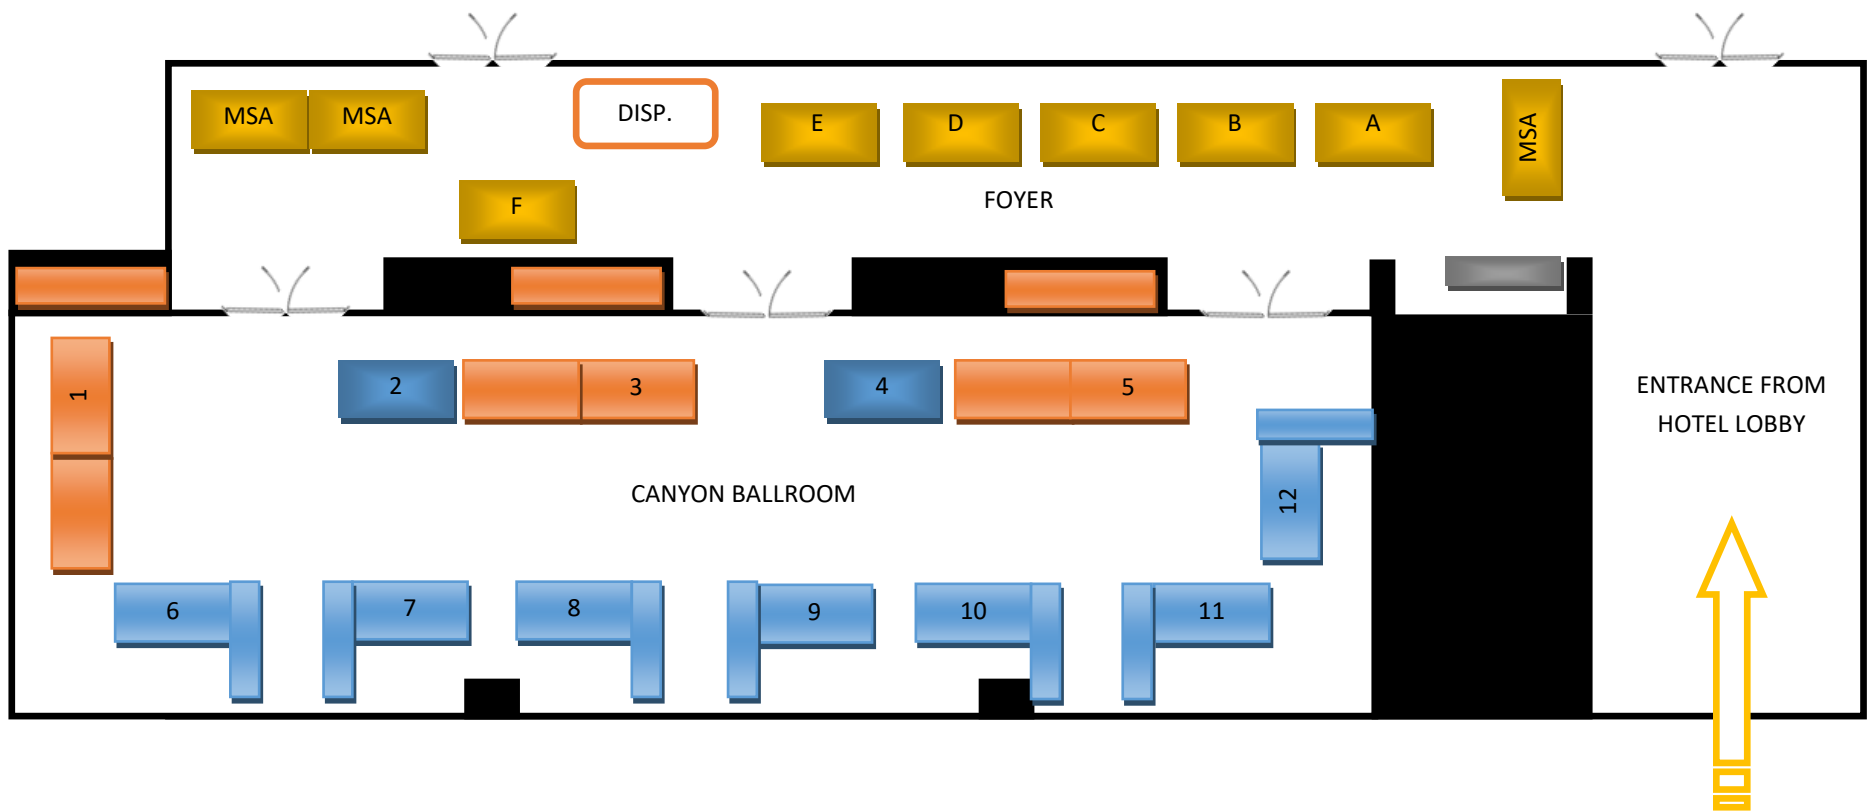 MSA
MSA
DISP.
E
D
C
B
A
MSA
F
FOYER
1
2
3
4
5
ENTRANCE FROM
HOTEL LOBBY
CANYON BALLROOM
12
6
7
8
9
10
11